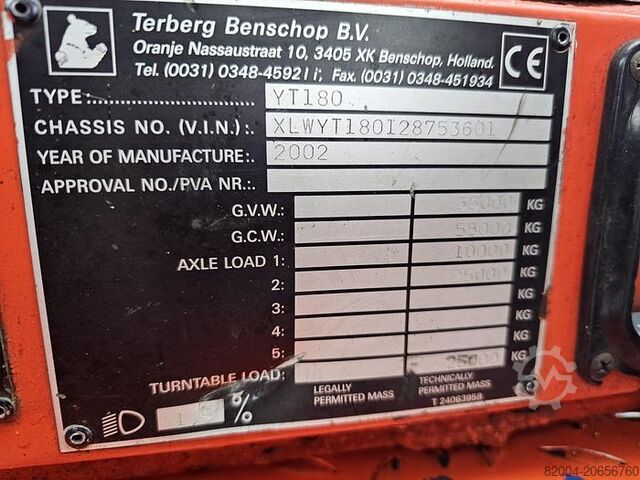 Terberg Benschop B.V.
Oranje Nassaustraat 10, 3405 XK Benschop, Holland.
Tel. (0031) 0348-459211, Fax. (0031) 0348-451934
CE
TYPE: YT180
CHASSIS NO. (V.I.N.): XLWYT180I28753601
YEAR OF MANUFACTURE: 2002
APPROVAL NO./PVA NR.:
G.V.W.: 35000 KG
G.C.W.: 55000 KG
AXLE LOAD 1: 10000 KG
2: 25000 KG
3: KG
4: KG
5: KG
TURNTABLE LOAD: 25000 KG
LEGALLY PERMITTED MASS
TECHNICALLY PERMITTED MASS
T 24063958
%
82004-20656760